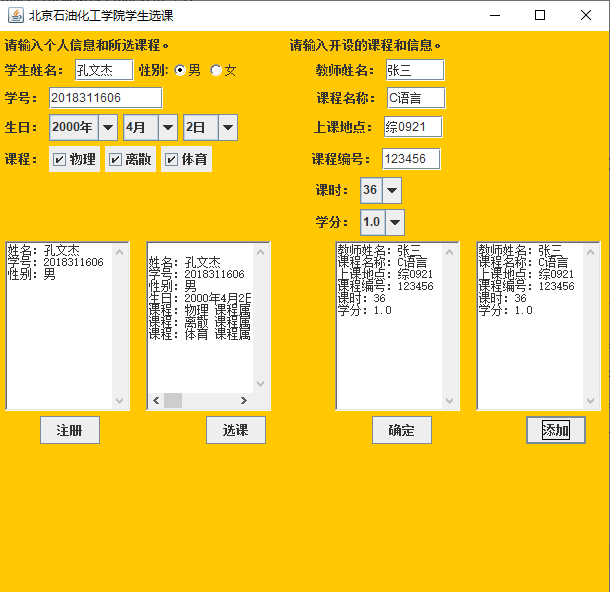 北京石油化工学院学生选课
请输入个人信息和所选课程。
学生姓名： 孔文杰 性别: 男 女
学号： 2018311606
生日： 2000年 4月 2日
课程： 物理 离散 体育
请输入开设的课程和信息。
教师姓名： 张三
课程名称： C语言
上课地点： 综0921
课程编号： 123456
课时： 36
学分： 1.0
姓名：孔文杰
学号：2018311606
性别：男
姓名：孔文杰
学号：2018311606
性别：男
生日：2000年4月2日
课程：物理 课程属
课程：离散 课程属
课程：体育 课程属
教师姓名：张三
课程名称：C语言
上课地点：综0921
课程编号：123456
课时：36
学分：1.0
教师姓名：张三
课程名称：C语言
上课地点：综0921
课程编号：123456
课时：36
学分：1.0
注册
选课
确定
添加